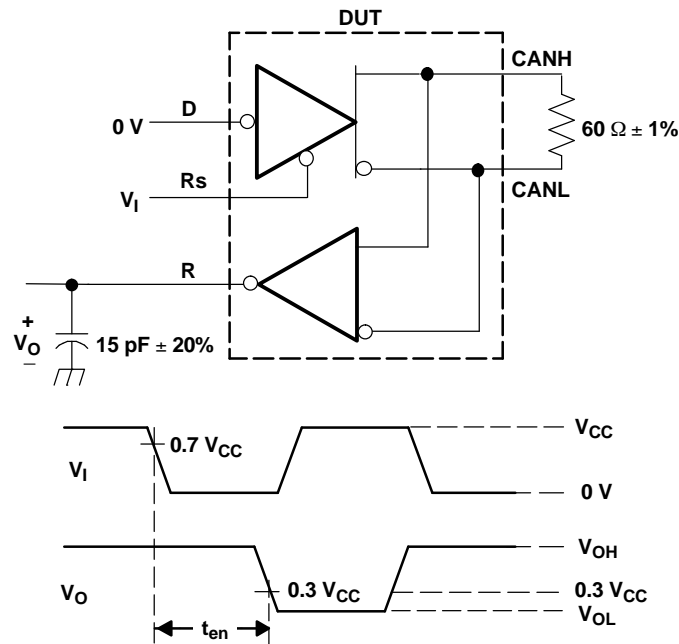 DUT
CANH
D
0 V
60 Ω ± 1%
Rs
V_I
CANL
R
+
V_O
–
15 pF ± 20%
V_CC
0.7 V_CC
V_I
0 V
V_OH
V_O
0.3 V_CC
0.3 V_CC
V_OL
t_en